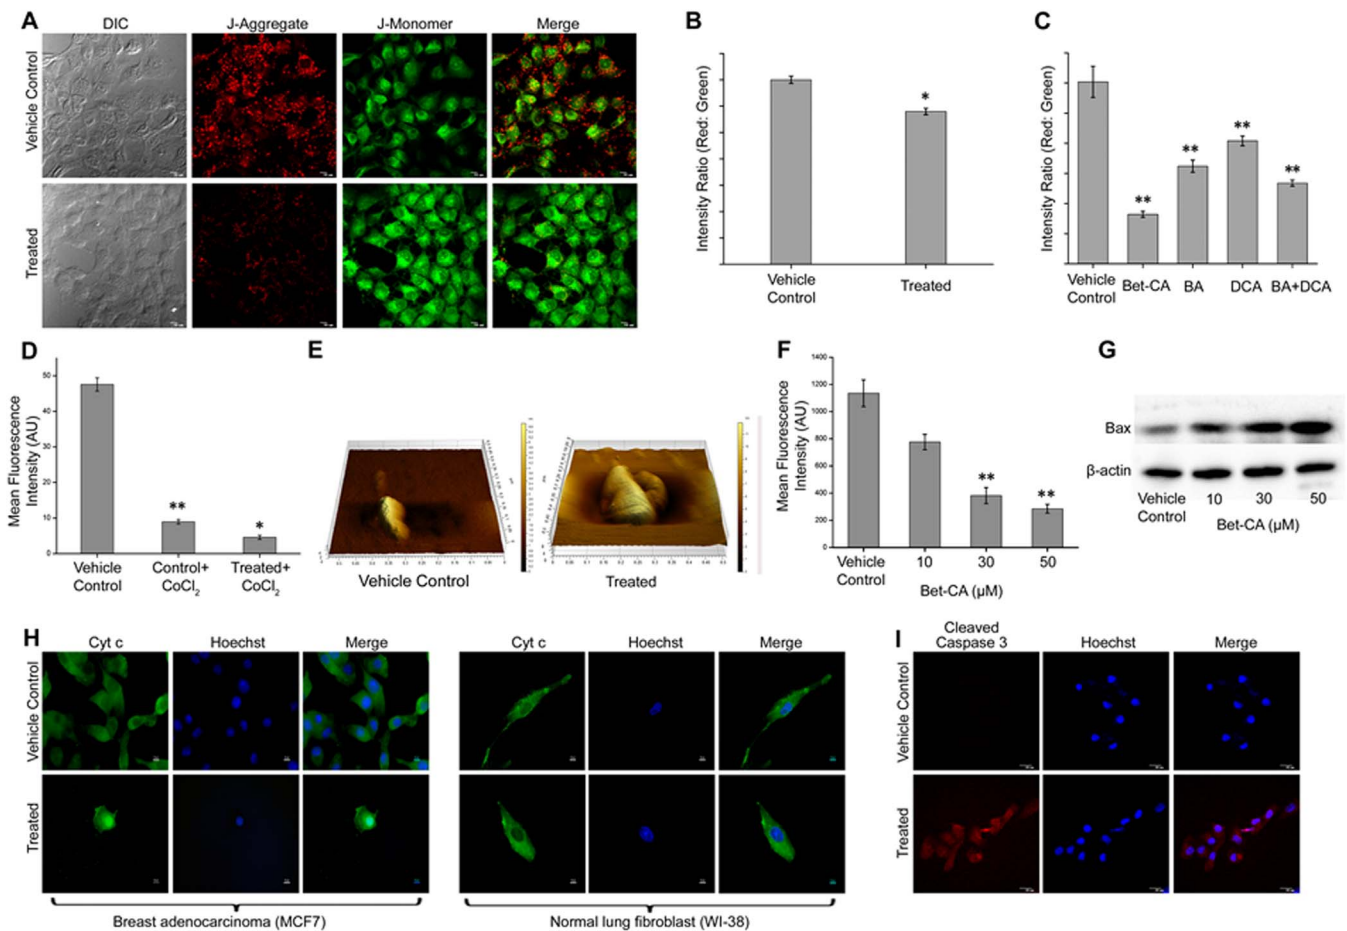 A
DIC
J-Aggregate
J-Monomer
Merge
Vehicle Control
Treated
B
Intensity Ratio (Red: Green)
*
Vehicle
Control
Treated
C
Intensity Ratio (Red: Green)
**
**
**
**
Vehicle
Control
Bet-CA
BA
DCA
BA+DCA
D
Mean Fluorescence
Intensity (AU)
50
40
30
20
10
0
**
*
Vehicle
Control
Control+
CoCl₂
Treated+
CoCl₂
E
Vehicle Control
Treated
F
Mean Fluorescence
Intensity (AU)
1400
1200
1000
800
600
400
200
0
**
**
Vehicle
Control
10
30
50
Bet-CA (µM)
G
Bax
β-actin
Vehicle
Control
10
30
50
Bet-CA (µM)
H
Cyt c
Hoechst
Merge
Cyt c
Hoechst
Merge
Vehicle Control
Treated
Breast adenocarcinoma (MCF7)
Normal lung fibroblast (WI-38)
I
Cleaved
Caspase 3
Hoechst
Merge
Vehicle Control
Treated